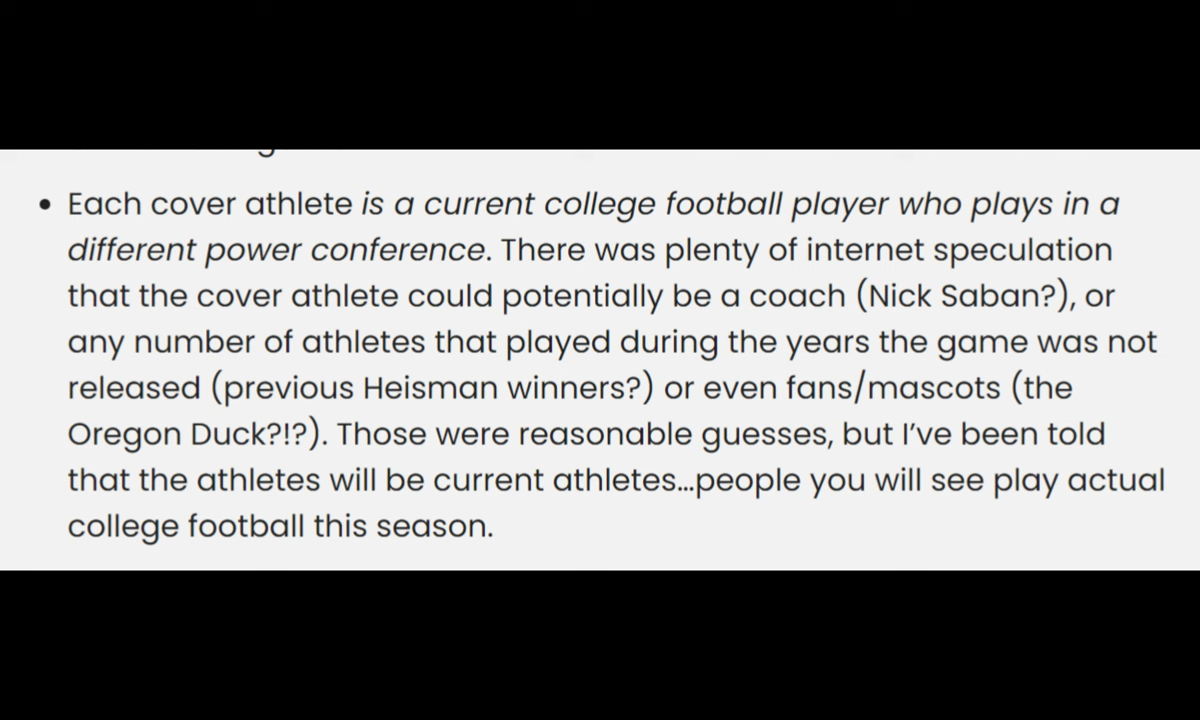 Each cover athlete is a current college football player who plays in a
different power conference. There was plenty of internet speculation
that the cover athlete could potentially be a coach (Nick Saban?), or
any number of athletes that played during the years the game was not
released (previous Heisman winners?) or even fans/mascots (the
Oregon Duck?!?). Those were reasonable guesses, but I’ve been told
that the athletes will be current athletes…people you will see play actual
college football this season.